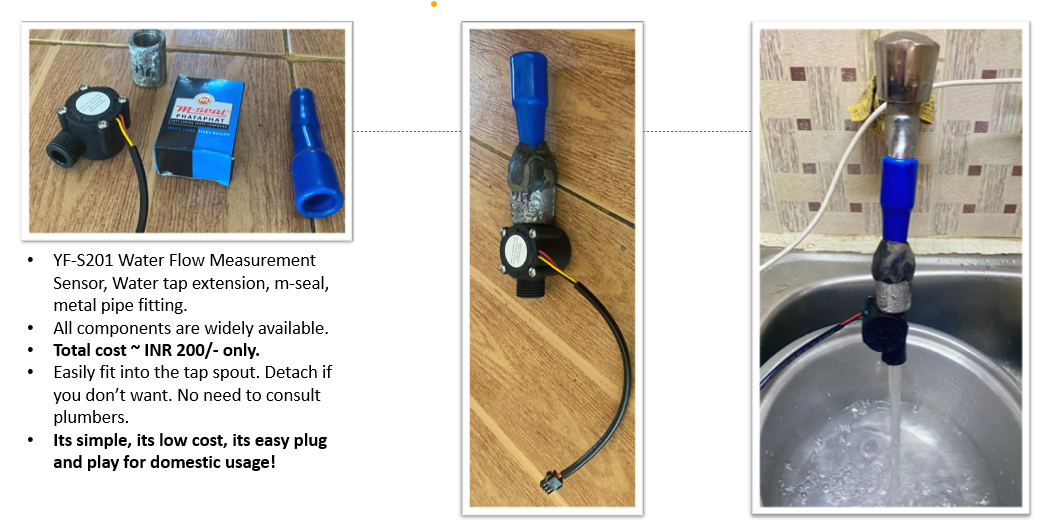 m-seal
PHATAPHAT
• YF-S201 Water Flow Measurement
Sensor, Water tap extension, m-seal,
metal pipe fitting.
• All components are widely available.
• Total cost ~ INR 200/- only.
• Easily fit into the tap spout. Detach if
you don’t want. No need to consult
plumbers.
• Its simple, its low cost, its easy plug
and play for domestic usage!